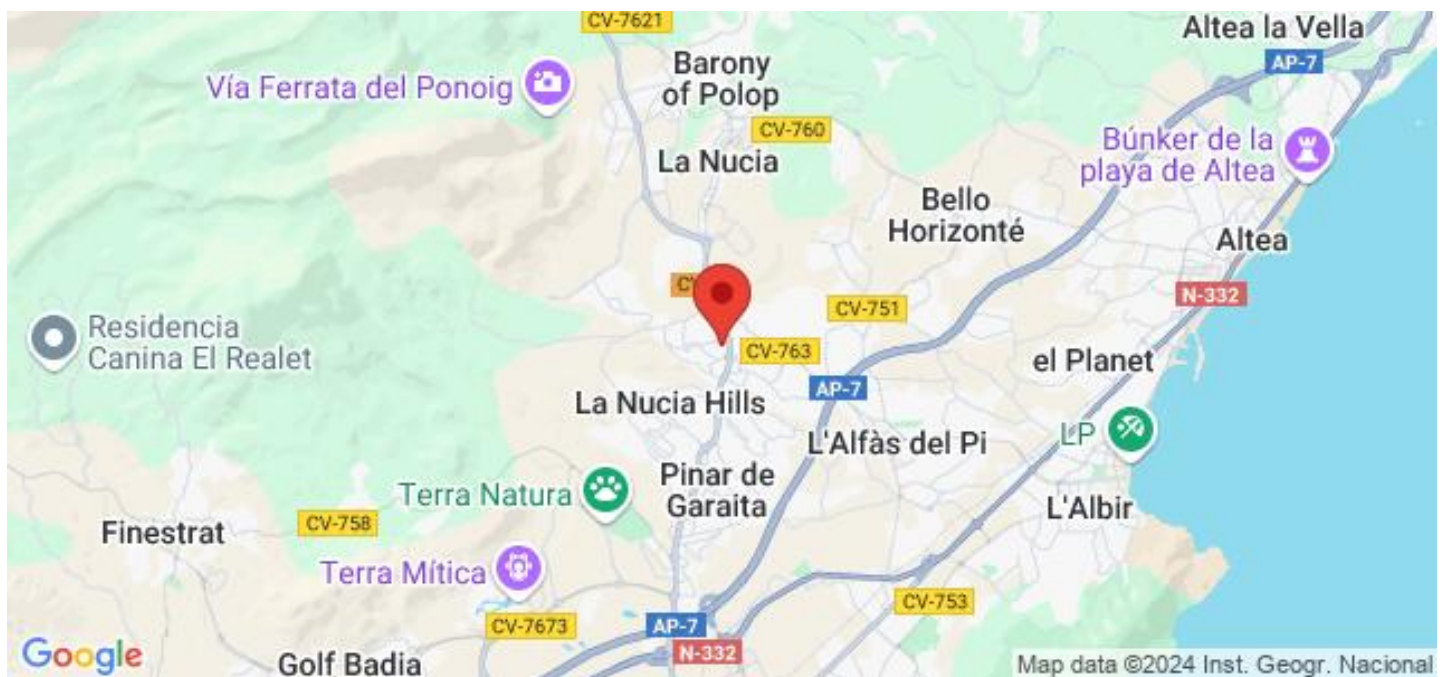 CV-7621
Altea la Vella
AP-7
Barony
of Polop
Vía Ferrata del Ponoig
CV-760
Búnker de la
playa de Altea
La Nucia
Bello
Horizonté
Altea
N-332
CV-751
Residencia
Canina El Realet
CV-763
el Planet
AP-7
La Nucia Hills
L'Alfàs del Pi
LP
Pinar de
Garaita
Terra Natura
L'Albir
Finestrat
CV-758
Terra Mítica
CV-753
CV-7673
AP-7
N-332
Google
Golf Badia
Map data ©2024 Inst. Geogr. Nacional